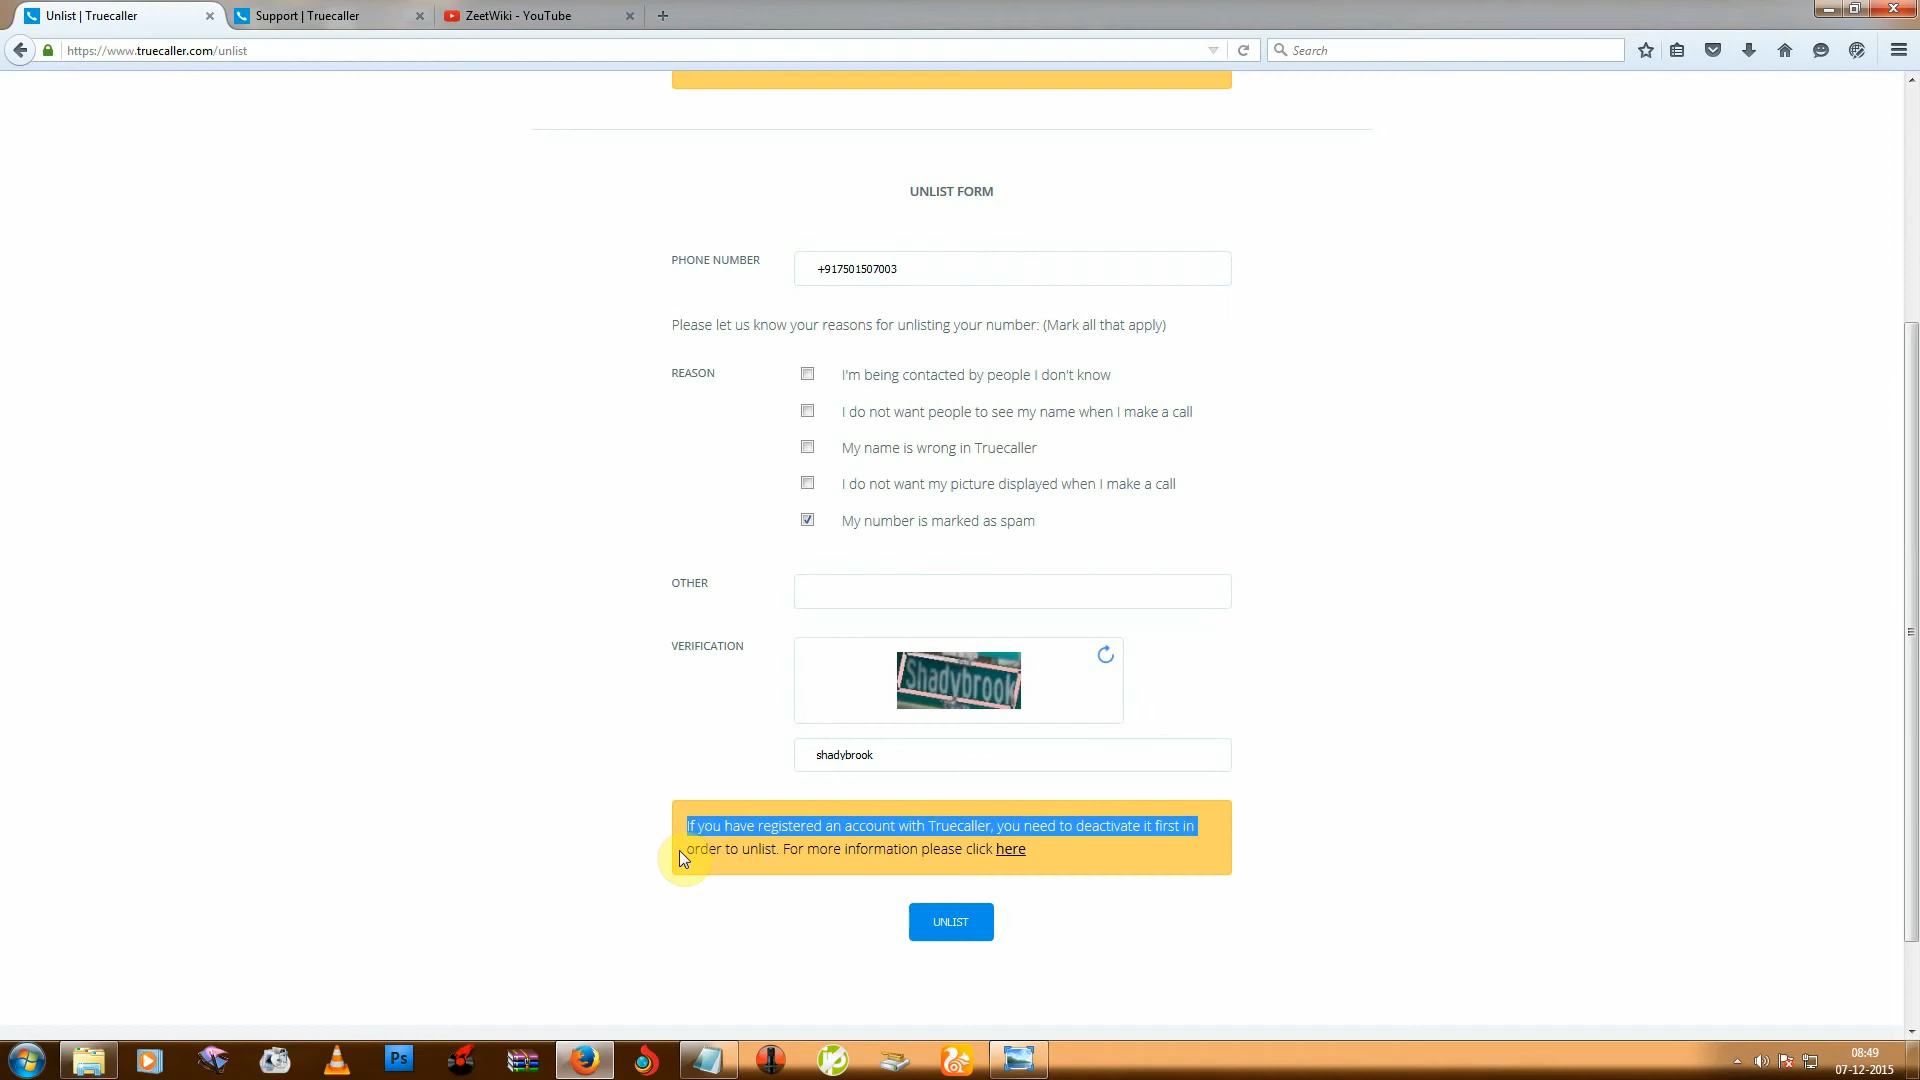 Unlist | Truecaller
Support | Truecaller
ZeetWiki - YouTube
https://www.truecaller.com/unlist
Search
UNLIST FORM
PHONE NUMBER
+917501507003
Please let us know your reasons for unlisting your number: (Mark all that apply)
REASON
I'm being contacted by people I don't know
I do not want people to see my name when I make a call
My name is wrong in Truecaller
I do not want my picture displayed when I make a call
My number is marked as spam
OTHER
VERIFICATION
Shadybrook
shadybrook
If you have registered an account with Truecaller, you need to deactivate it first in
order to unlist. For more information please click here
UNLIST
Ps
08:49
07-12-2015